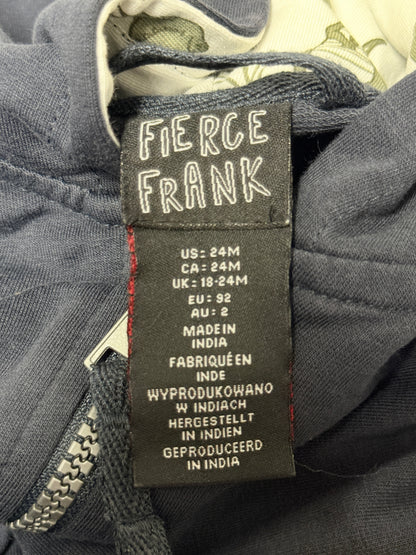 FIERCE
FRANK
US: 24M
CA: 24M
UK: 18-24M
EU: 92
AU: 2
MADE IN
INDIA
FABRIQUÉ EN
INDE
WYPRODUKOWANO
W INDIACH
HERGESTELLT
IN INDIEN
GEPRODUCEERD
IN INDIA